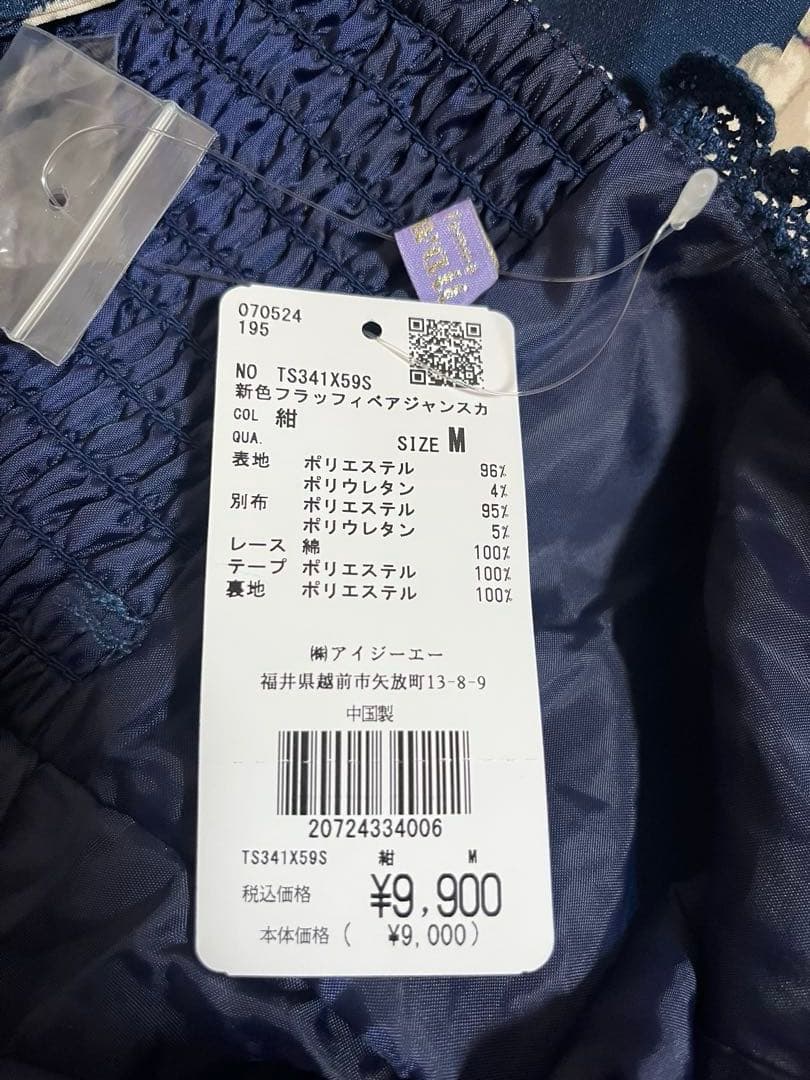 070524
195
NO TS341X59S
新色フラッフィベアジャンスカ
COL 紺
QUA. SIZE M
表地 ポリエステル 96%
ポリウレタン 4%
別布 ポリエステル 95%
ポリウレタン 5%
レース 綿 100%
テープ ポリエステル 100%
裏地 ポリエステル 100%
㈱アイジーエー
福井県越前市矢放町13-8-9
中国製
20724334006
TS341X59S 紺 M
税込価格 ¥9,900
本体価格 ( ¥9,000)